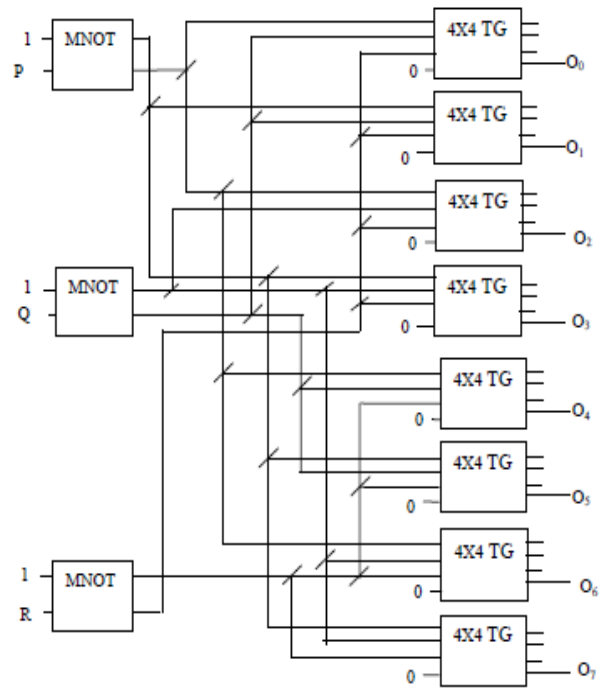 4X4 TG
1 MNOT
P
0
O₀
4X4 TG
0
O₁
4X4 TG
0
O₂
1 MNOT
Q
4X4 TG
0
O₃
4X4 TG
0
O₄
4X4 TG
0
O₅
1 MNOT
R
4X4 TG
0
O₆
4X4 TG
0
O₇